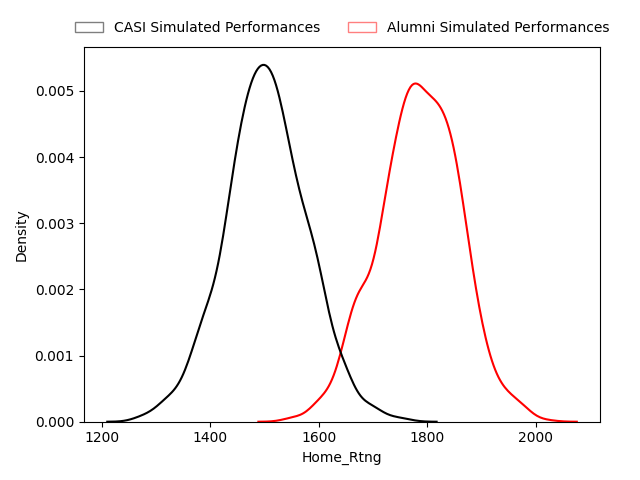 CASI Simulated Performances Alumni Simulated Performances
0.005
0.004
0.003
0.002
0.001
0.000
Density
1200 1400 1600 1800 2000
Home_Rtng